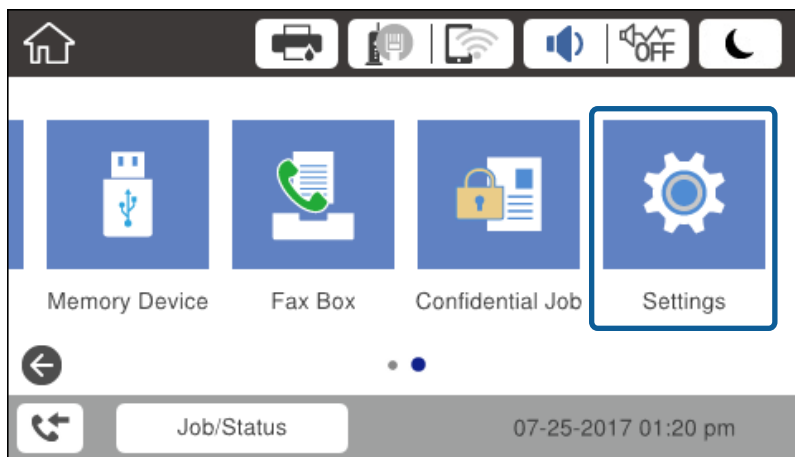 OFF
Memory Device
Fax Box
Confidential Job
Settings
Job/Status
07-25-2017 01:20 pm